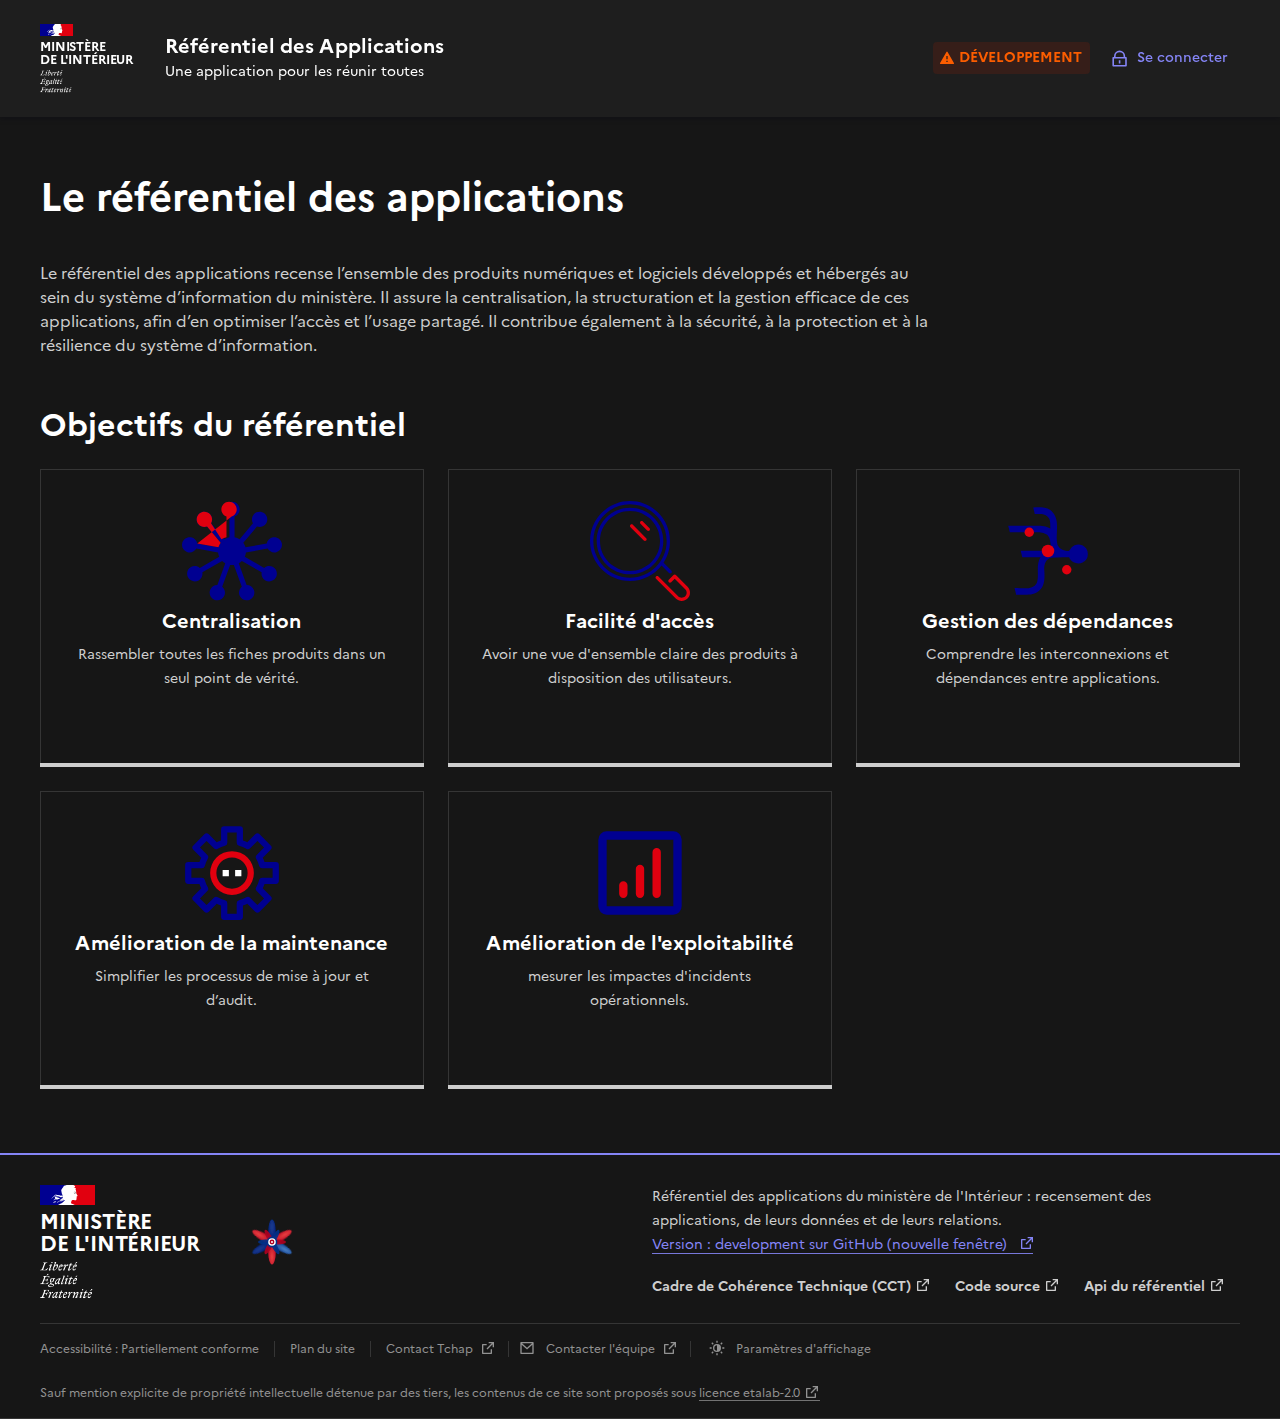 MINISTÈRE
DE L'INTÉRIEUR
Liberté
Égalité
Fraternité
Référentiel des Applications
Une application pour les réunir toutes
DÉVELOPPEMENT
Se connecter
Le référentiel des applications
Le référentiel des applications recense l’ensemble des produits numériques et logiciels développés et hébergés au
sein du système d’information du ministère. Il assure la centralisation, la structuration et la gestion efficace de ces
applications, afin d’en optimiser l’accès et l’usage partagé. Il contribue également à la sécurité, à la protection et à la
résilience du système d’information.
Objectifs du référentiel
Centralisation
Rassembler toutes les fiches produits dans un
seul point de vérité.
Facilité d'accès
Avoir une vue d'ensemble claire des produits à
disposition des utilisateurs.
Gestion des dépendances
Comprendre les interconnexions et
dépendances entre applications.
Amélioration de la maintenance
Simplifier les processus de mise à jour et
d’audit.
Amélioration de l'exploitabilité
mesurer les impactes d'incidents
opérationnels.
MINISTÈRE
DE L'INTÉRIEUR
Liberté
Égalité
Fraternité
Référentiel des applications du ministère de l'Intérieur : recensement des
applications, de leurs données et de leurs relations.
Version : development sur GitHub (nouvelle fenêtre)
Cadre de Cohérence Technique (CCT) Code source Api du référentiel
Accessibilité : Partiellement conforme Plan du site Contact Tchap Contacter l'équipe Paramètres d'affichage
Sauf mention explicite de propriété intellectuelle détenue par des tiers, les contenus de ce site sont proposés sous licence etalab-2.0